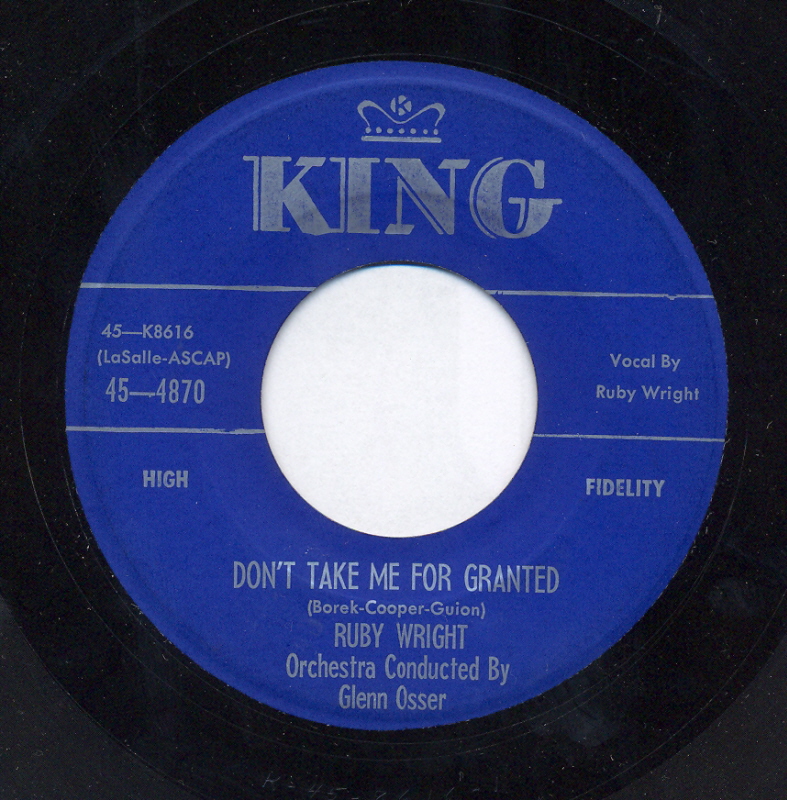 K
KING
45—K8616
(LaSalle-ASCAP)
45—4870
Vocal By
Ruby Wright
HIGH
FIDELITY
DON'T TAKE ME FOR GRANTED
(Borek-Cooper-Guion)
RUBY WRIGHT
Orchestra Conducted By
Glenn Osser